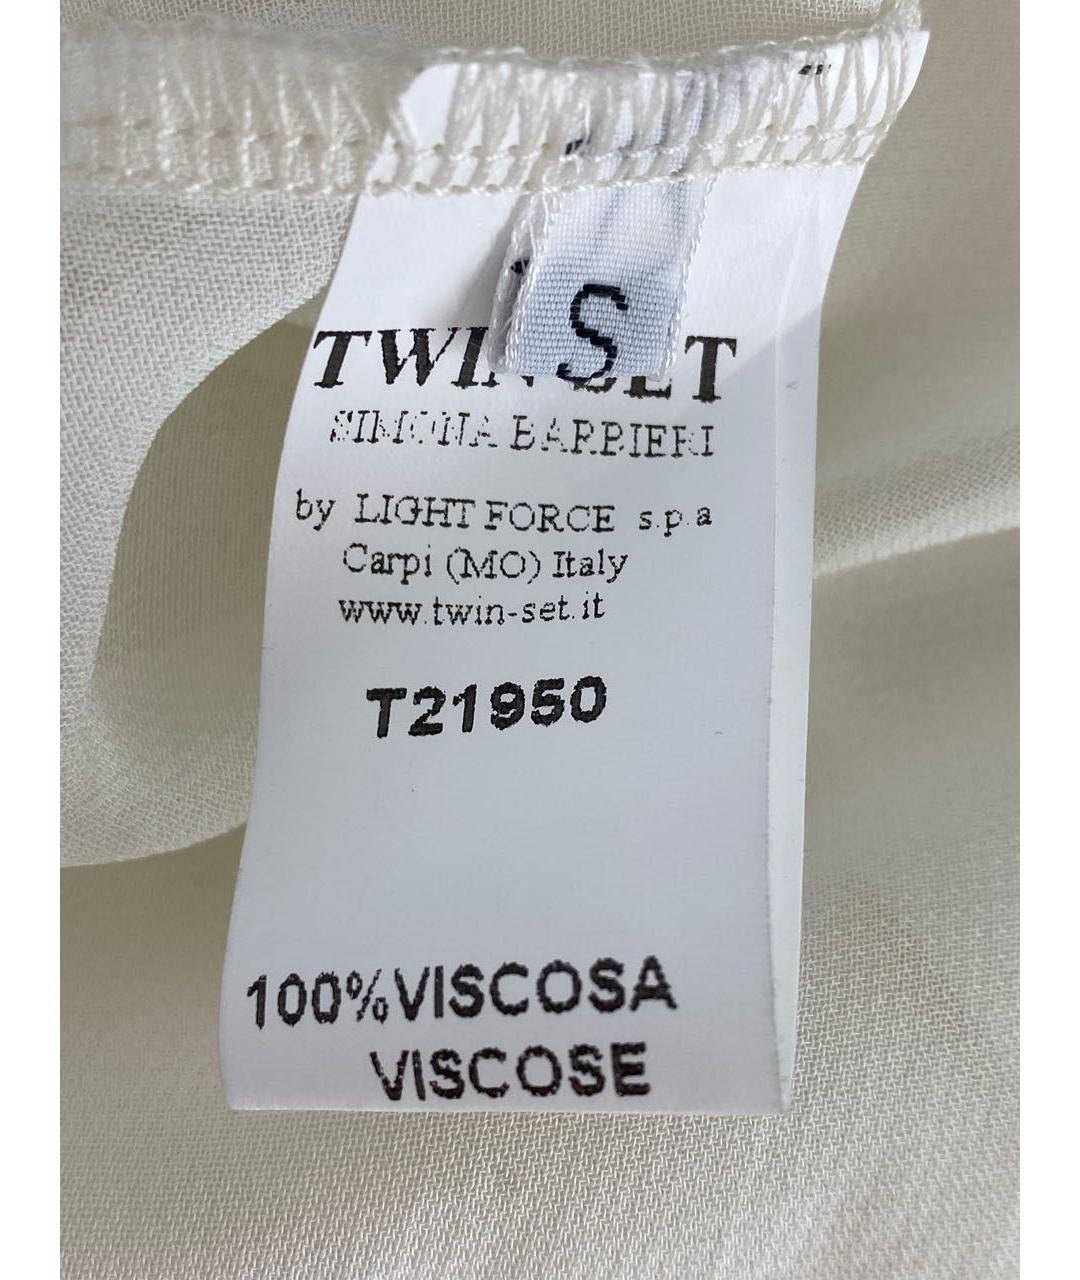 S
TWIN-SET
SIMONA BARBIERI
by LIGHT FORCE s.p.a
Carpi (MO) Italy
www.twin-set.it
T21950
100%VISCOSA
VISCOSE